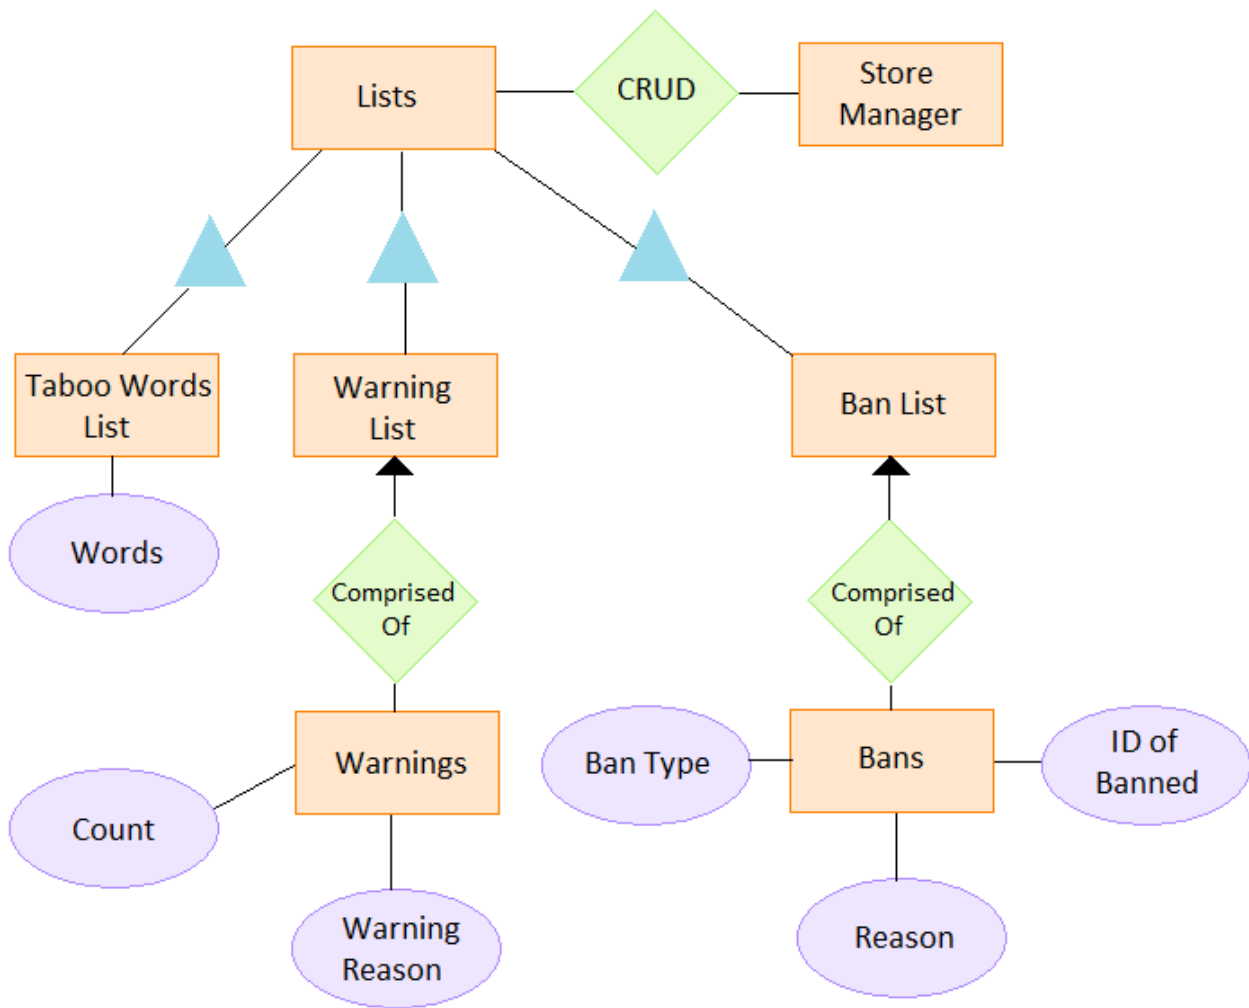 Lists
CRUD
Store
Manager
Taboo Words
List
Warning
List
Ban List
Words
Comprised
Of
Comprised
Of
Warnings
Ban Type
Bans
ID of
Banned
Count
Warning
Reason
Reason